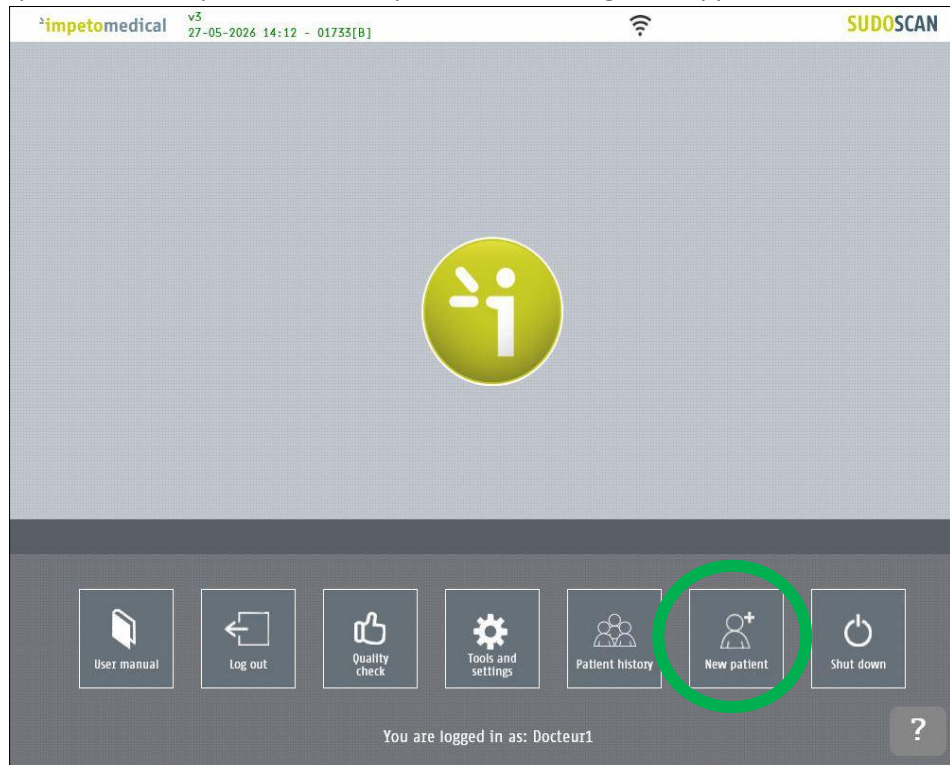 impetomedical
v3
27-05-2026 14:12 - 01733[B]
SUDOSCAN
User manual
Log out
Quality
check
Tools and
settings
Patient history
New patient
Shut down
You are logged in as: Docteur1
?